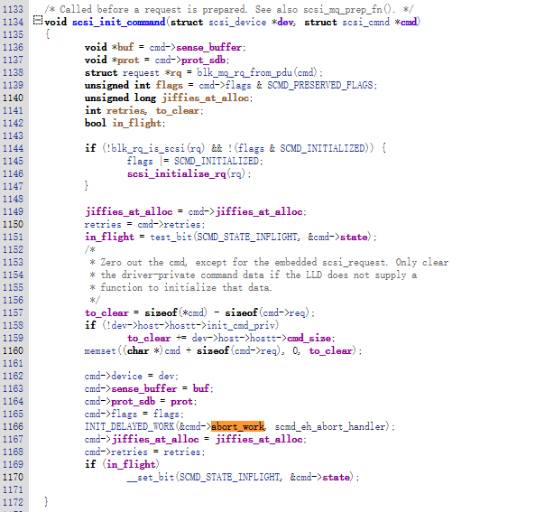 1133 /* Called before a request is prepared. See also scsi_mq_prep_fn(). */
1134 void scsi_init_command(struct scsi_device *dev, struct scsi_cmnd *cmd)
1135 {
1136 void *buf = cmd->sense_buffer;
1137 void *prot = cmd->prot_sdb;
1138 struct request *rq = blk_mq_rq_from_pdu(cmd);
1139 unsigned int flags = cmd->flags & SCMD_PRESERVED_FLAGS;
1140 unsigned long jiffies_at_alloc;
1141 int retries, to_clear;
1142 bool in_flight;
1143
1144 if (!blk_rq_is_scsi(rq) && !(flags & SCMD_INITIALIZED)) {
1145 flags |= SCMD_INITIALIZED;
1146 scsi_initialize_rq(rq);
1147 }
1148
1149 jiffies_at_alloc = cmd->jiffies_at_alloc;
1150 retries = cmd->retries;
1151 in_flight = test_bit(SCMD_STATE_INFLIGHT, &cmd->state);
1152 /*
1153 * Zero out the cmd, except for the embedded scsi_request. Only clear
1154 * the driver-private command data if the LLD does not supply a
1155 * function to initialize that data.
1156 */
1157 to_clear = sizeof(*cmd) - sizeof(cmd->req);
1158 if (!dev->host->hostt->init_cmd_priv)
1159 to_clear += dev->host->hostt->cmd_size;
1160 memset((char *)cmd + sizeof(cmd->req), 0, to_clear);
1161
1162 cmd->device = dev;
1163 cmd->sense_buffer = buf;
1164 cmd->prot_sdb = prot;
1165 cmd->flags = flags;
1166 INIT_DELAYED_WORK(&cmd->abort_work, scmd_eh_abort_handler);
1167 cmd->jiffies_at_alloc = jiffies_at_alloc;
1168 cmd->retries = retries;
1169 if (in_flight)
1170 __set_bit(SCMD_STATE_INFLIGHT, &cmd->state);
1171
1172 }